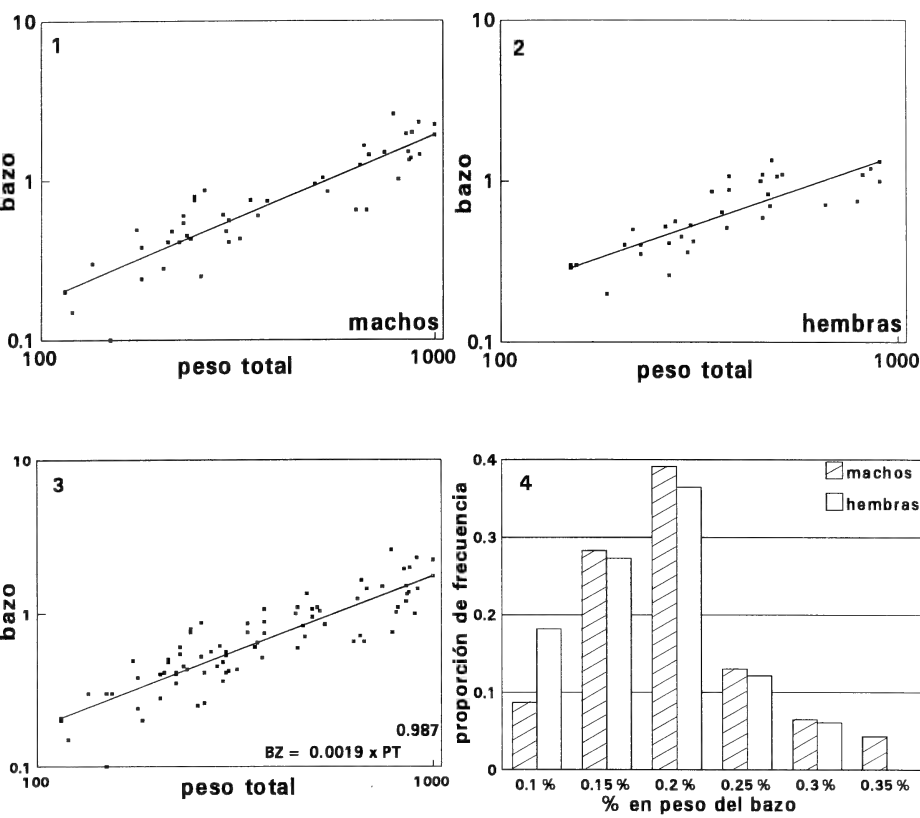 10
1
bazo
1
0.1
machos
100
1000
peso total
10
2
bazo
1
0.1
hembras
100
1000
peso total
10
3
bazo
1
0.987
BZ = 0.0019 x PT
0.1
100
1000
peso total
0.4
4
machos
hembras
proporción de frecuencia
0.3
0.2
0.1
0
0.1 % 0.15 % 0.2 % 0.25 % 0.3 % 0.35 %
% en peso del bazo